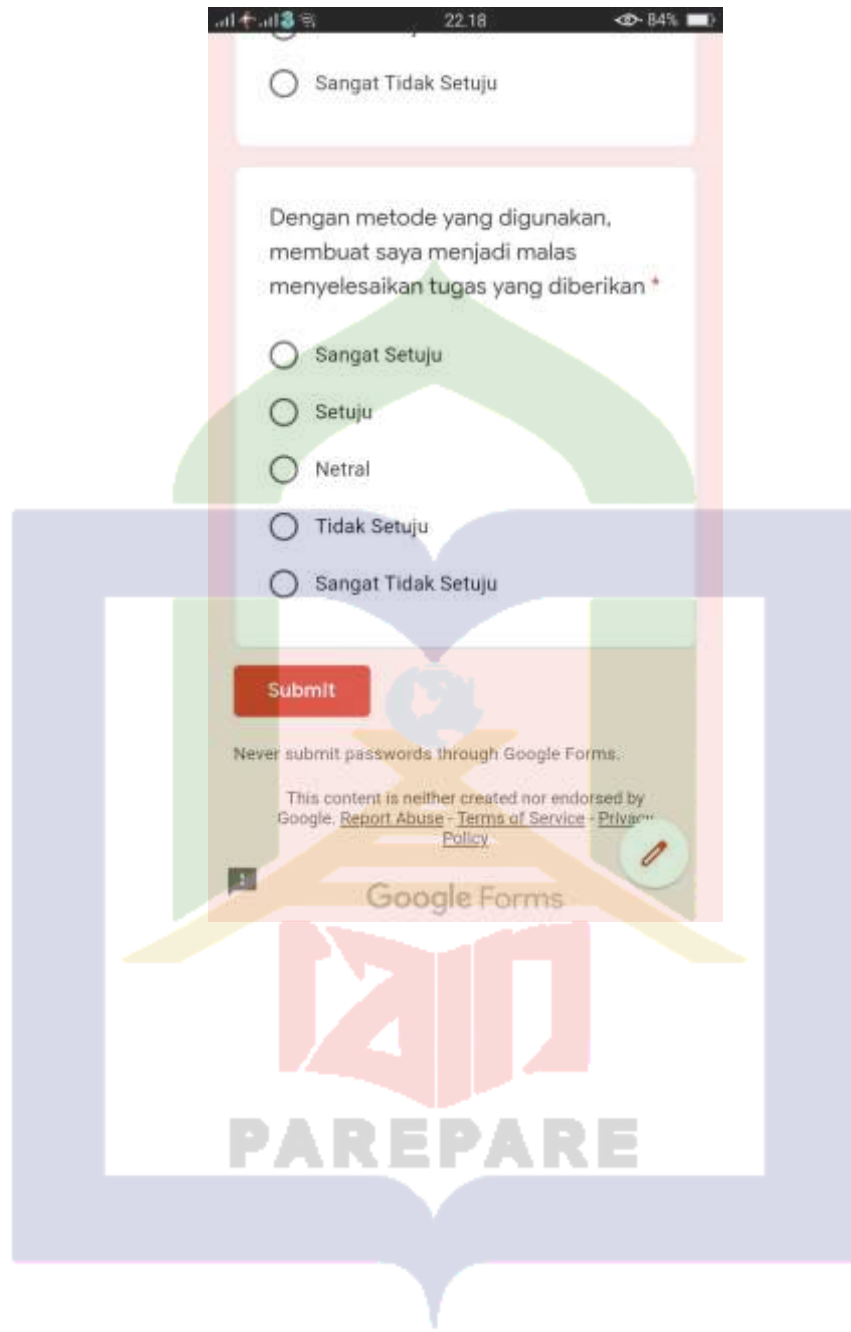 22.18 84%
Sangat Tidak Setuju
Dengan metode yang digunakan,
membuat saya menjadi malas
menyelesaikan tugas yang diberikan *
Sangat Setuju
Setuju
Netral
Tidak Setuju
Sangat Tidak Setuju
Submit
Never submit passwords through Google Forms.
This content is neither created nor endorsed by
Google. Report Abuse - Terms of Service - Privacy
Policy
Google Forms
iain
PAREPARE